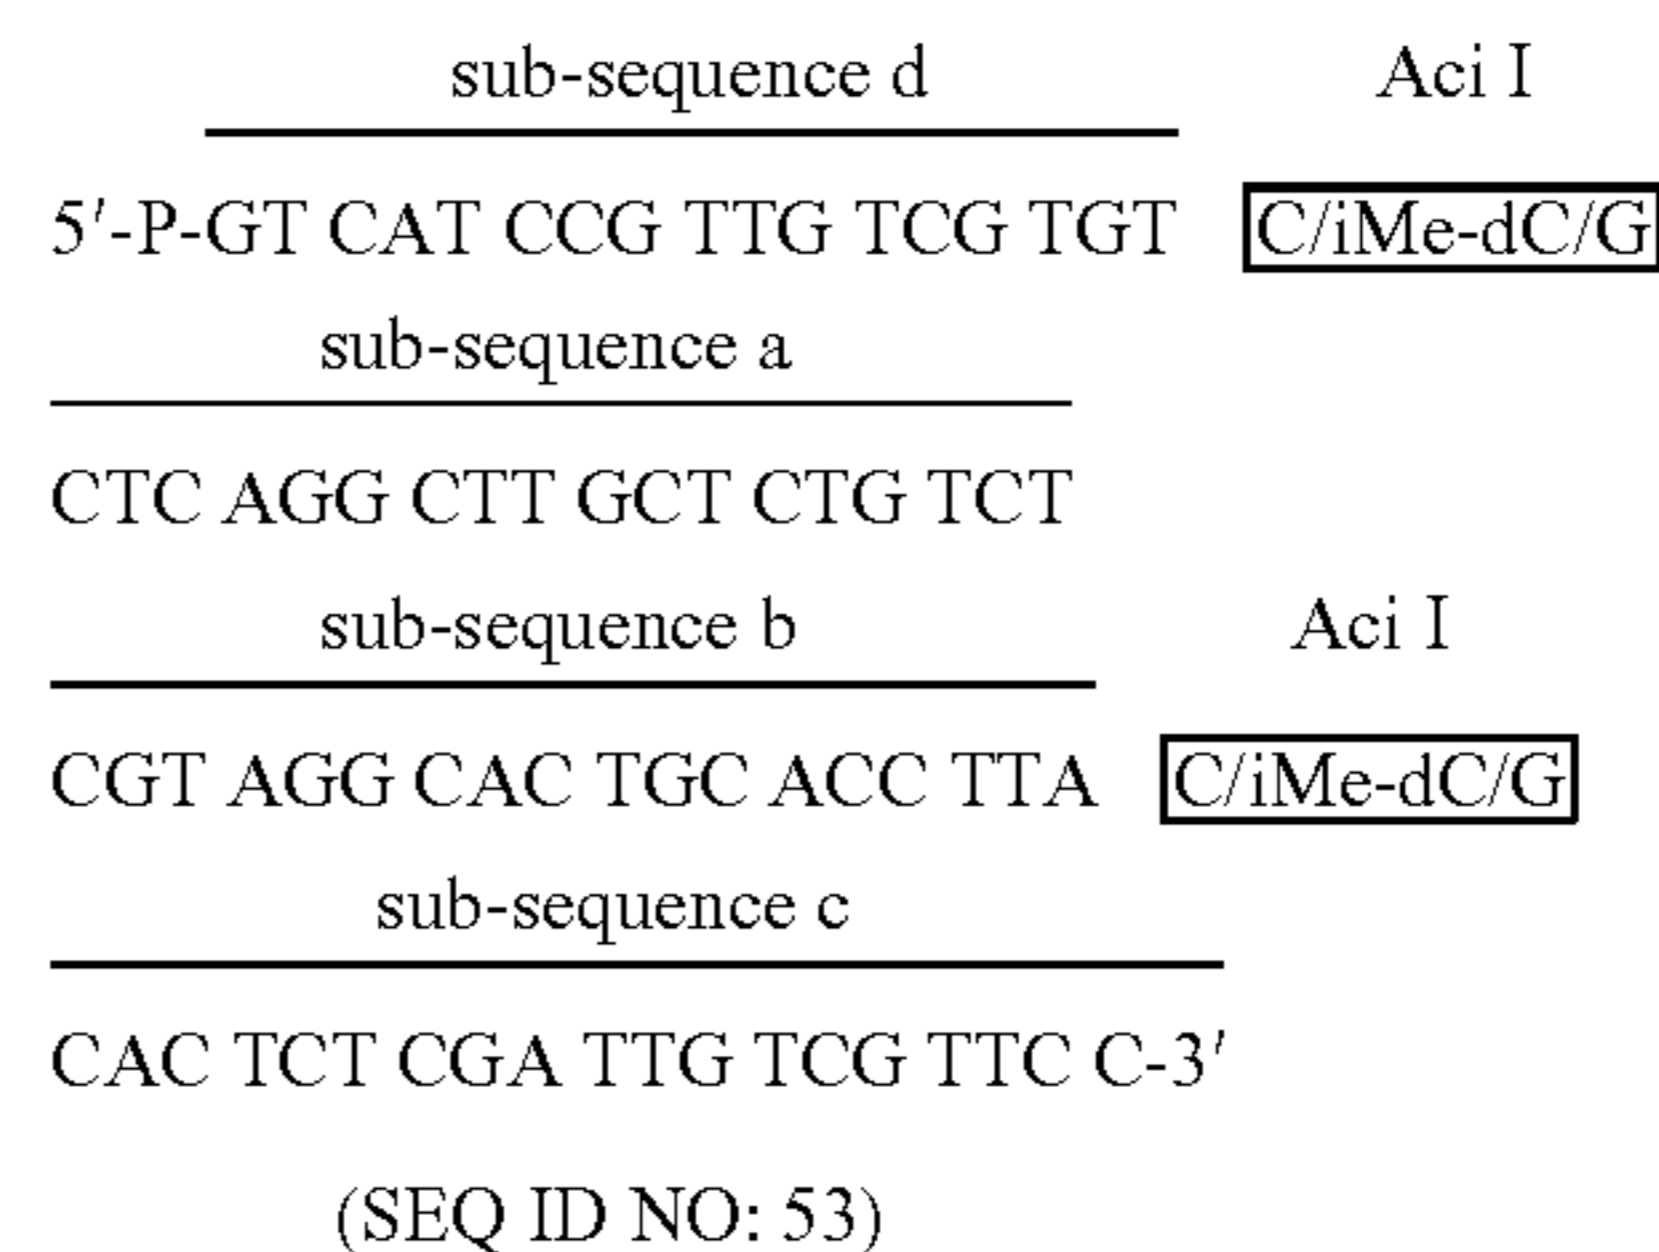 sub-sequence d Aci I
5′-P-GT CAT CCG TTG TCG TGT C/iMe-dC/G
sub-sequence a
CTC AGG CTT GCT CTG TCT
sub-sequence b Aci I
CGT AGG CAC TGC ACC TTA C/iMe-dC/G
sub-sequence c
CAC TCT CGA TTG TCG TTC C-3′
(SEQ ID NO: 53)